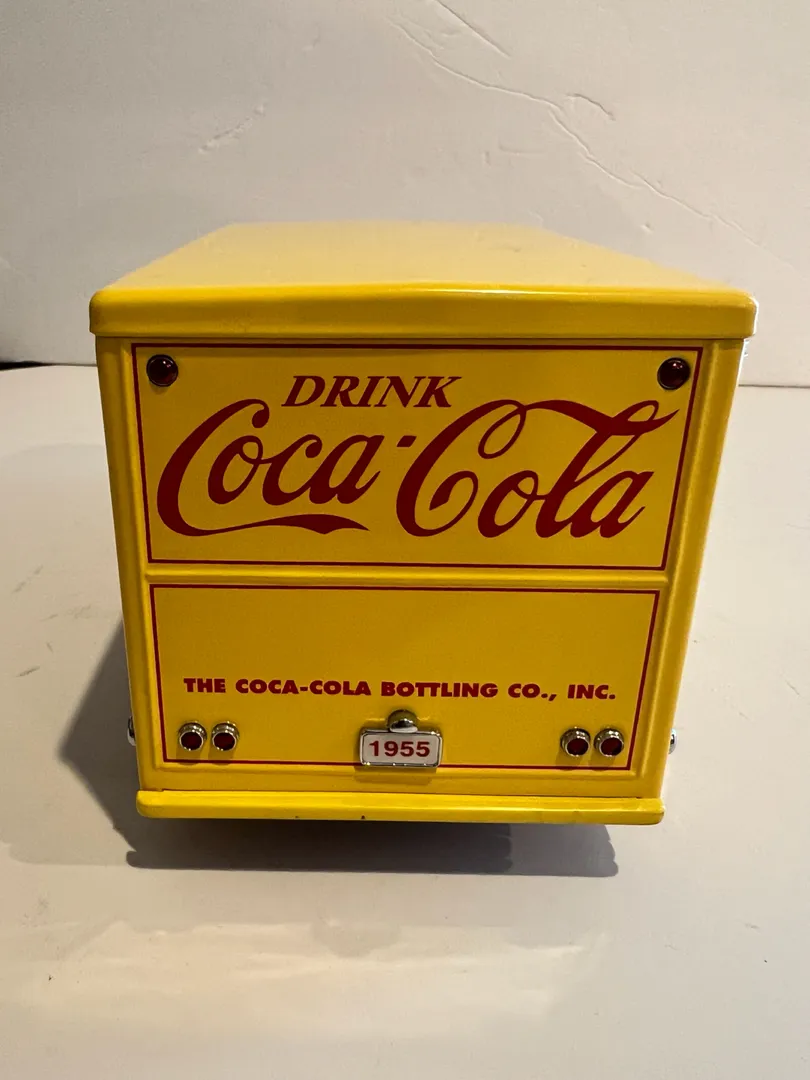 DRINK
Coca-Cola
THE COCA-COLA BOTTLING CO., INC.
1955